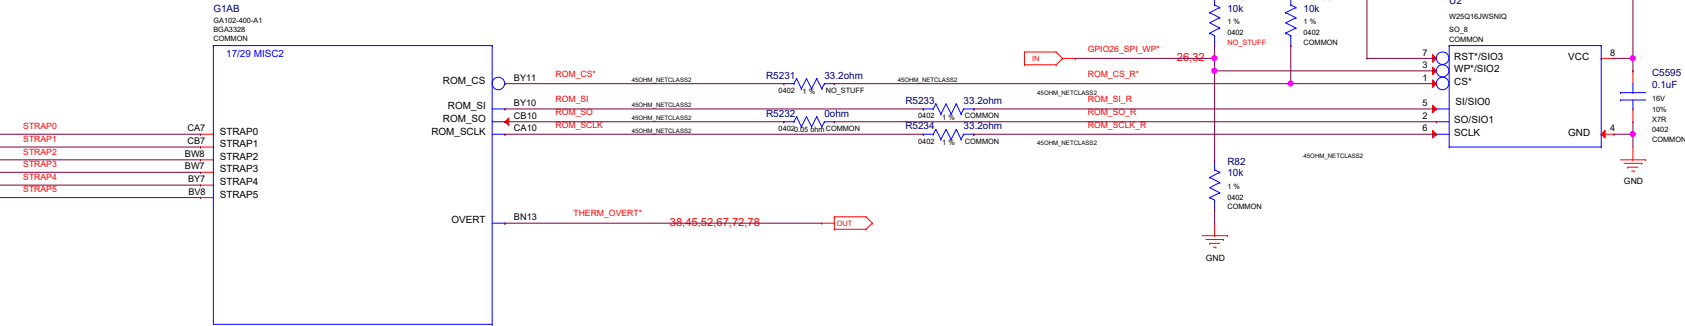 G1AB
GA102-400-A1
BGA3328
COMMON
17/29 MISC2
ROM_CS
BY11
ROM_CS*
45OHM_NETCLASS2
R5231
33.2ohm
0402
1 %
NO_STUFF
45OHM_NETCLASS2
ROM_CS_R*
ROM_SI
BY10
ROM_SI
45OHM_NETCLASS2
R5233
33.2ohm
0402
1 %
COMMON
45OHM_NETCLASS2
ROM_SI_R
ROM_SO
CB10
ROM_SO
45OHM_NETCLASS2
R5232
0ohm
0402
0.05 ohm
COMMON
ROM_SO_R
ROM_SCLK
CA10
ROM_SCLK
45OHM_NETCLASS2
R5234
33.2ohm
0402
1 %
COMMON
45OHM_NETCLASS2
ROM_SCLK_R
45OHM_NETCLASS2
STRAP0
CA7
STRAP0
STRAP1
CB7
STRAP1
STRAP2
BW8
STRAP2
STRAP3
BW7
STRAP3
STRAP4
BY7
STRAP4
STRAP5
BV8
STRAP5
OVERT
BN13
THERM_OVERT*
38,45,52,67,72,78
OUT
IN
GPIO26_SPI_WP*
26,32
10k
1 %
0402
NO_STUFF
10k
1 %
0402
COMMON
R82
10k
1 %
0402
COMMON
GND
U2
W25Q16JWSNIQ
SO_8
COMMON
7
RST*/SIO3
3
WP*/SIO2
1
CS*
5
SI/SIO0
2
SO/SIO1
6
SCLK
VCC
8
GND
4
C5595
0.1uF
16V
10%
X7R
0402
COMMON
GND